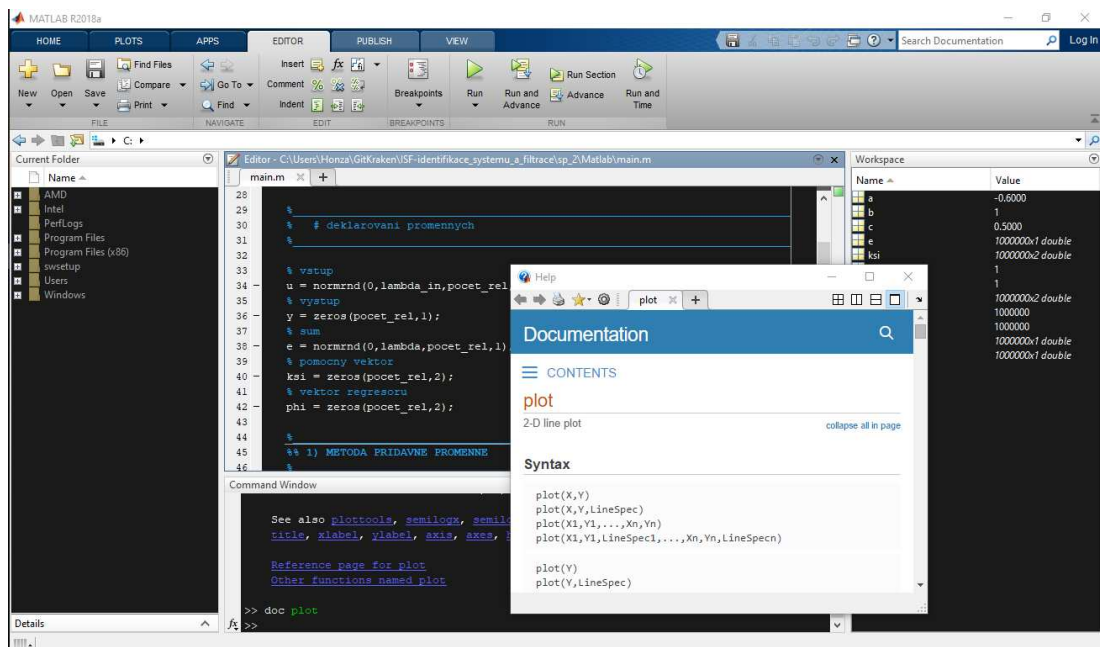 MATLAB R2018a
HOME PLOTS APPS EDITOR PUBLISH VIEW
Search Documentation
Log In
New
Open
Save
Find Files
Compare
Print
FILE
Go To
Find
NAVIGATE
Insert
fx
Comment
Indent
EDIT
Breakpoints
BREAKPOINTS
Run
Run and Advance
Run Section
Advance
Run and Time
RUN
C:
Current Folder
Name
AMD
Intel
PerfLogs
Program Files
Program Files (x86)
swsetup
Users
Windows
Details
Editor - C:\Users\Honza\GitKraken\ISF-identifikace_systemu_a_filtrace\sp_2\Matlab\main.m
main.m
28
29 %
30 % # deklarovani promennych
31 %
32
33 % vstup
34 – u = normrnd(0,lambda_in,pocet_rel
35 % vystup
36 – y = zeros(pocet_rel,1);
37 % sum
38 – e = normrnd(0,lambda,pocet_rel,1)
39 % pomocny vektor
40 – ksi = zeros(pocet_rel,2);
41 % vektor regresoru
42 – phi = zeros(pocet_rel,2);
43
44 %
45 %% 1) METODA PRIDAVNE PROMENNE
46 %
Command Window
See also plottools, semilogx,
title, xlabel, ylabel, axis, axes,
Reference page for plot
Other functions named plot
>> doc plot
fx >>
Help
plot
Documentation
CONTENTS
plot
2-D line plot
collapse all in page
Syntax
plot(X,Y)
plot(X,Y,LineSpec)
plot(X1,Y1,...,Xn,Yn)
plot(X1,Y1,LineSpec1,...,Xn,Yn,LineSpecn)
plot(Y)
plot(Y,LineSpec)
Workspace
Name Value
a -0.6000
b 1
c 0.5000
e 1000000x1 double
ksi 1000000x2 double
1
1
1000000x2 double
1000000
1000000
1000000x1 double
1000000x1 double